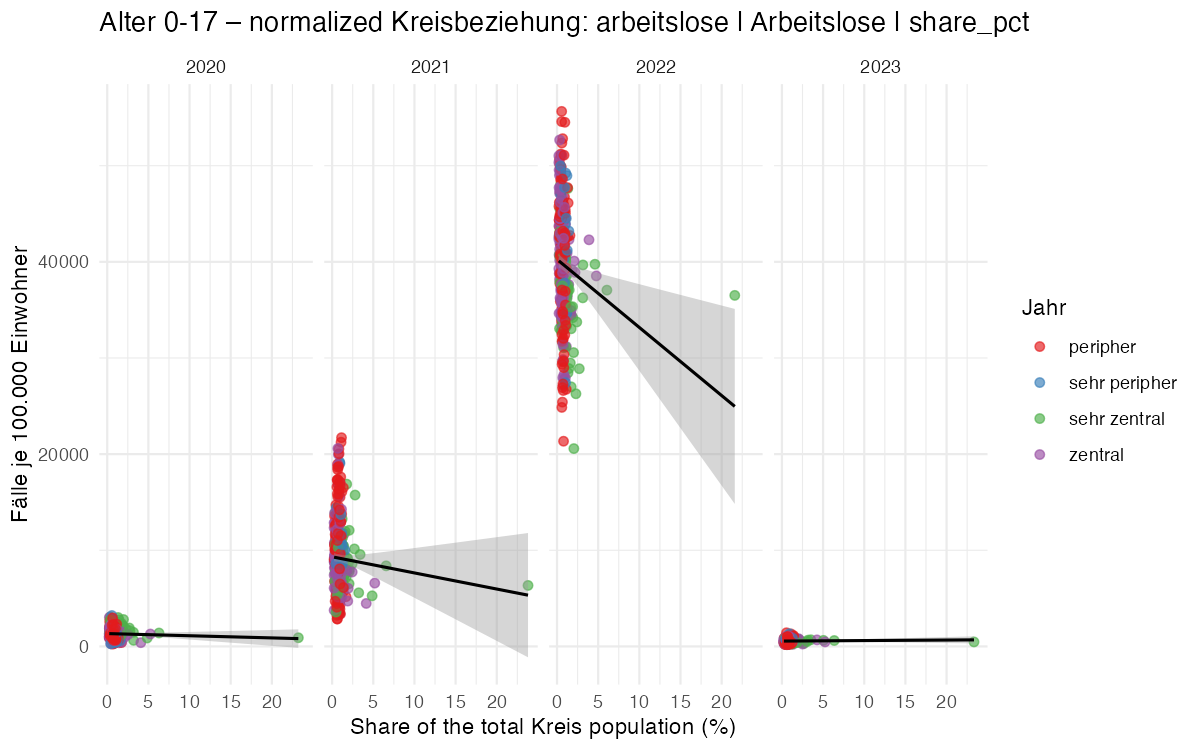 Alter 0-17 – normalized Kreisbeziehung: arbeitslose | Arbeitslose | share_pct
2020 2021 2022 2023
Fälle je 100.000 Einwohner
40000
20000
0
0 5 10 15 20 0 5 10 15 20 0 5 10 15 20 0 5 10 15 20
Share of the total Kreis population (%)
Jahr
peripher
sehr peripher
sehr zentral
zentral